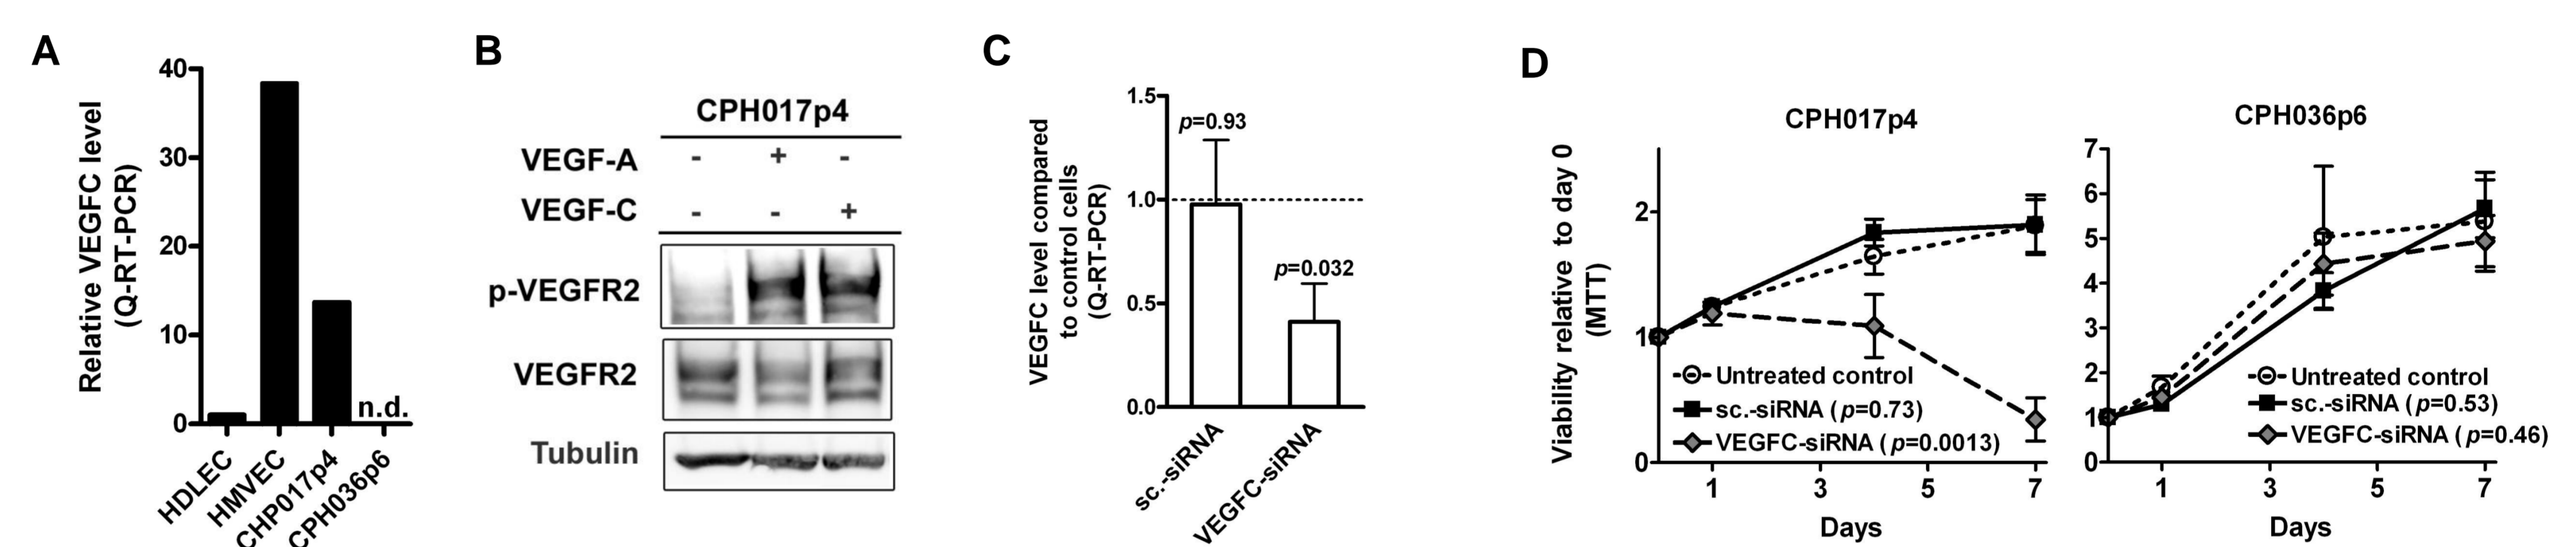 A
Relative VEGFC level
(Q-RT-PCR)
40
30
20
10
0
n.d.
HDLEC
HMVEC
CHP017p4
CPH036p6
B
CPH017p4
VEGF-A - + -
VEGF-C - - +
p-VEGFR2
VEGFR2
Tubulin
C
VEGFC level compared
to control cells
(Q-RT-PCR)
1.5
1.0
0.5
0.0
p=0.93
p=0.032
sc.-siRNA
VEGFC-siRNA
D
CPH017p4
Viability relative to day 0
(MTT)
2
1
0
Untreated control
sc.-siRNA (p=0.73)
VEGFC-siRNA (p=0.0013)
1 3 5 7
Days
CPH036p6
7
6
5
4
3
2
1
0
Untreated control
sc.-siRNA (p=0.53)
VEGFC-siRNA (p=0.46)
1 3 5 7
Days